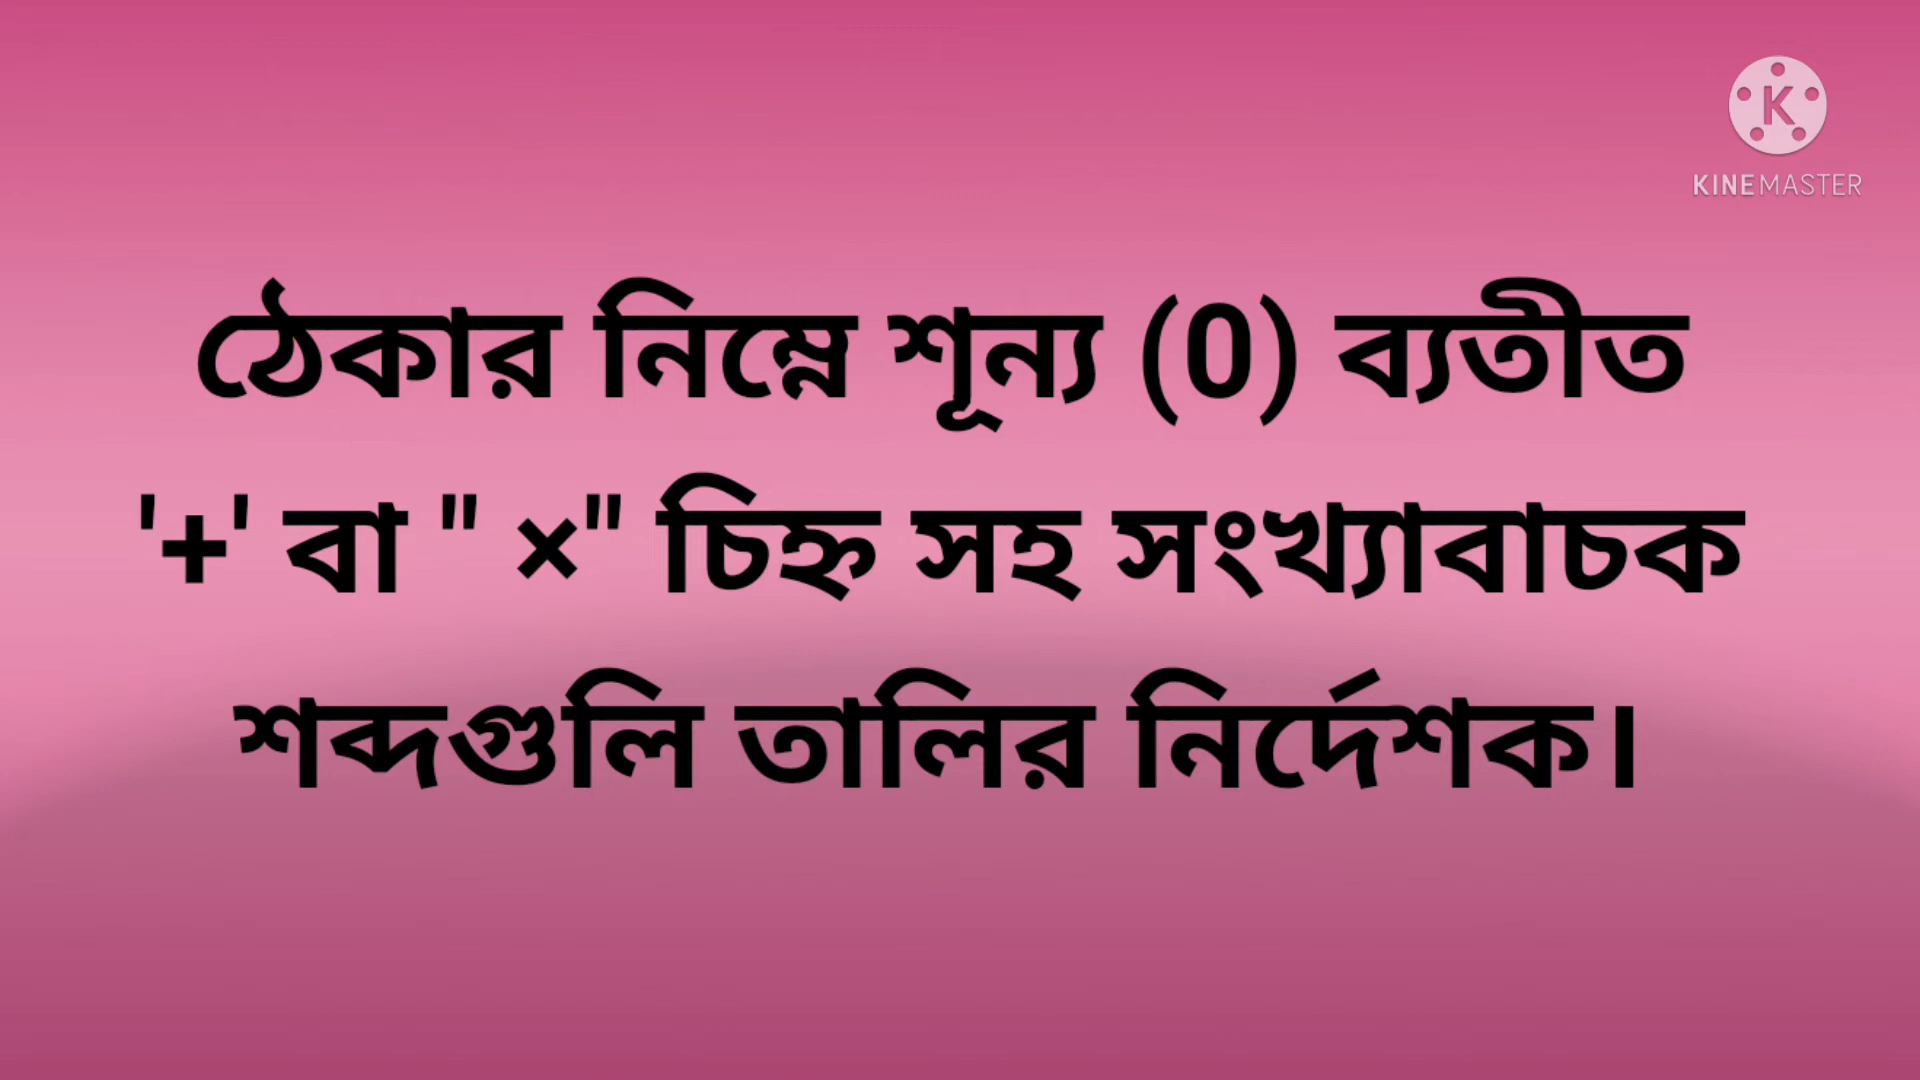 K
KINEMASTER
ঠেকার নিম্নে শূন্য (0) ব্যতীত
'+' বা " ×" চিহ্ন সহ সংখ্যাবাচক
শব্দগুলি তালির নির্দেশক।